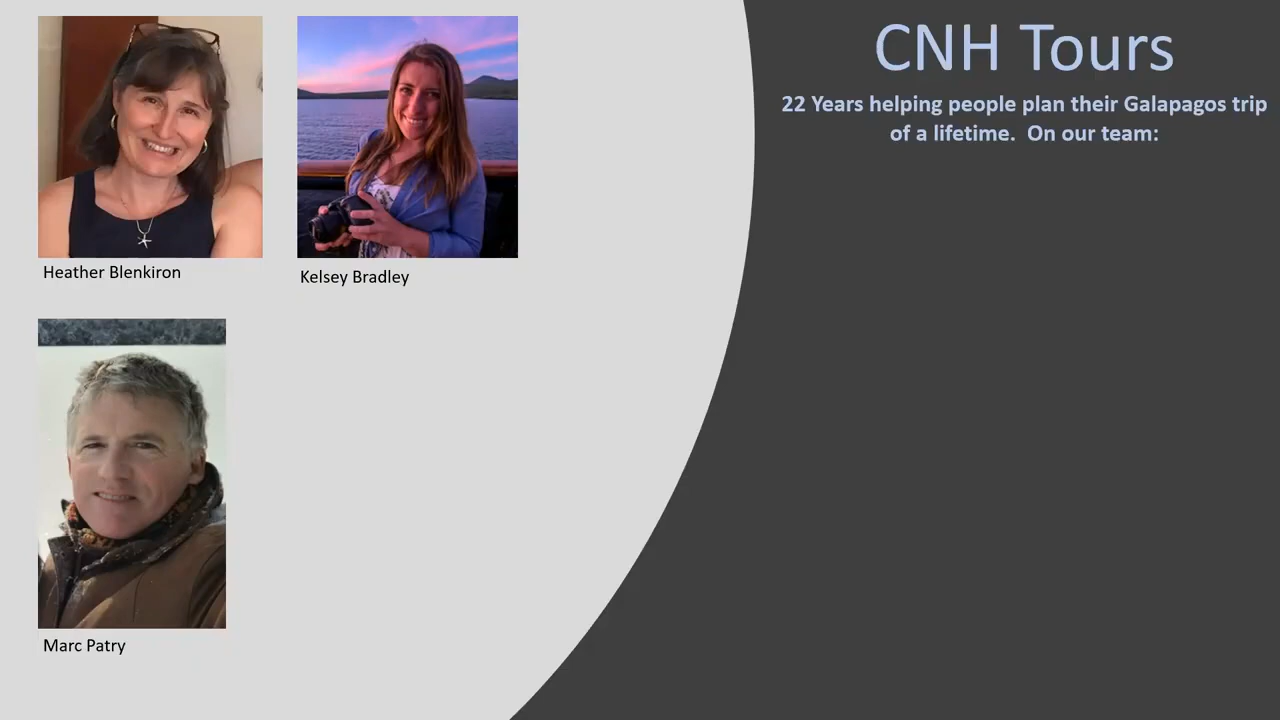 CNH Tours
22 Years helping people plan their Galapagos trip
of a lifetime.  On our team:
Heather Blenkiron
Kelsey Bradley
Marc Patry